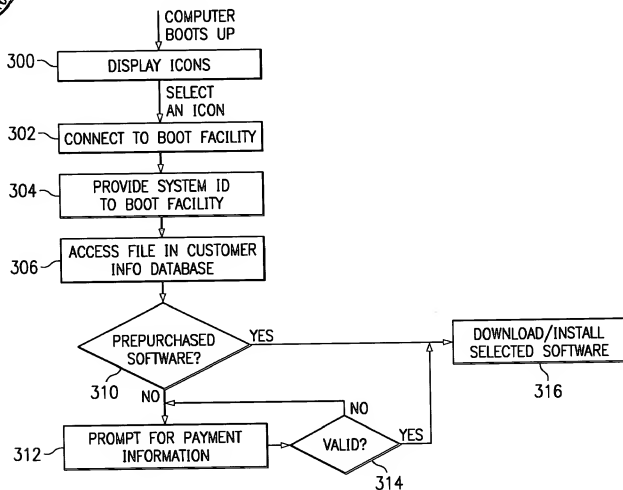 COMPUTER
BOOTS UP
300
DISPLAY ICONS
SELECT
AN ICON
302
CONNECT TO BOOT FACILITY
304
PROVIDE SYSTEM ID
TO BOOT FACILITY
306
ACCESS FILE IN CUSTOMER
INFO DATABASE
PREPURCHASED
SOFTWARE?
YES
310
NO
DOWNLOAD/INSTALL
SELECTED SOFTWARE
316
NO
312
PROMPT FOR PAYMENT
INFORMATION
VALID?
YES
314